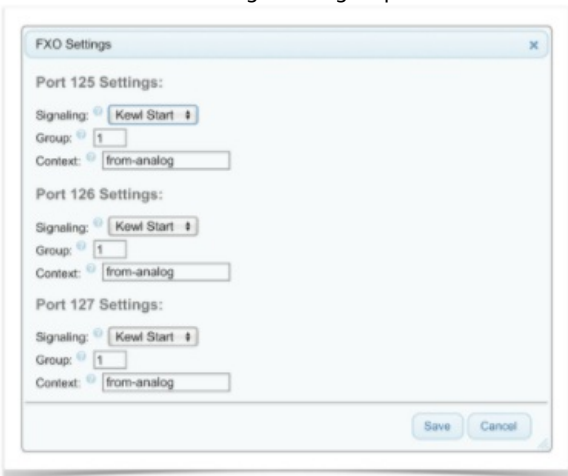 FXO Settings x
Port 125 Settings:
Signaling: Kewl Start
Group: 1
Context: from-analog
Port 126 Settings:
Signaling: Kewl Start
Group: 1
Context: from-analog
Port 127 Settings:
Signaling: Kewl Start
Group: 1
Context: from-analog
Save Cancel